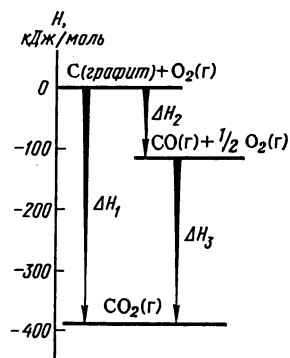 H,
кДж/моль
C(графит)+O₂(г)
0
ΔH₂
-100
CO(г)+½ O₂(г)
-200
ΔH₁
ΔH₃
-300
CO₂(г)
-400